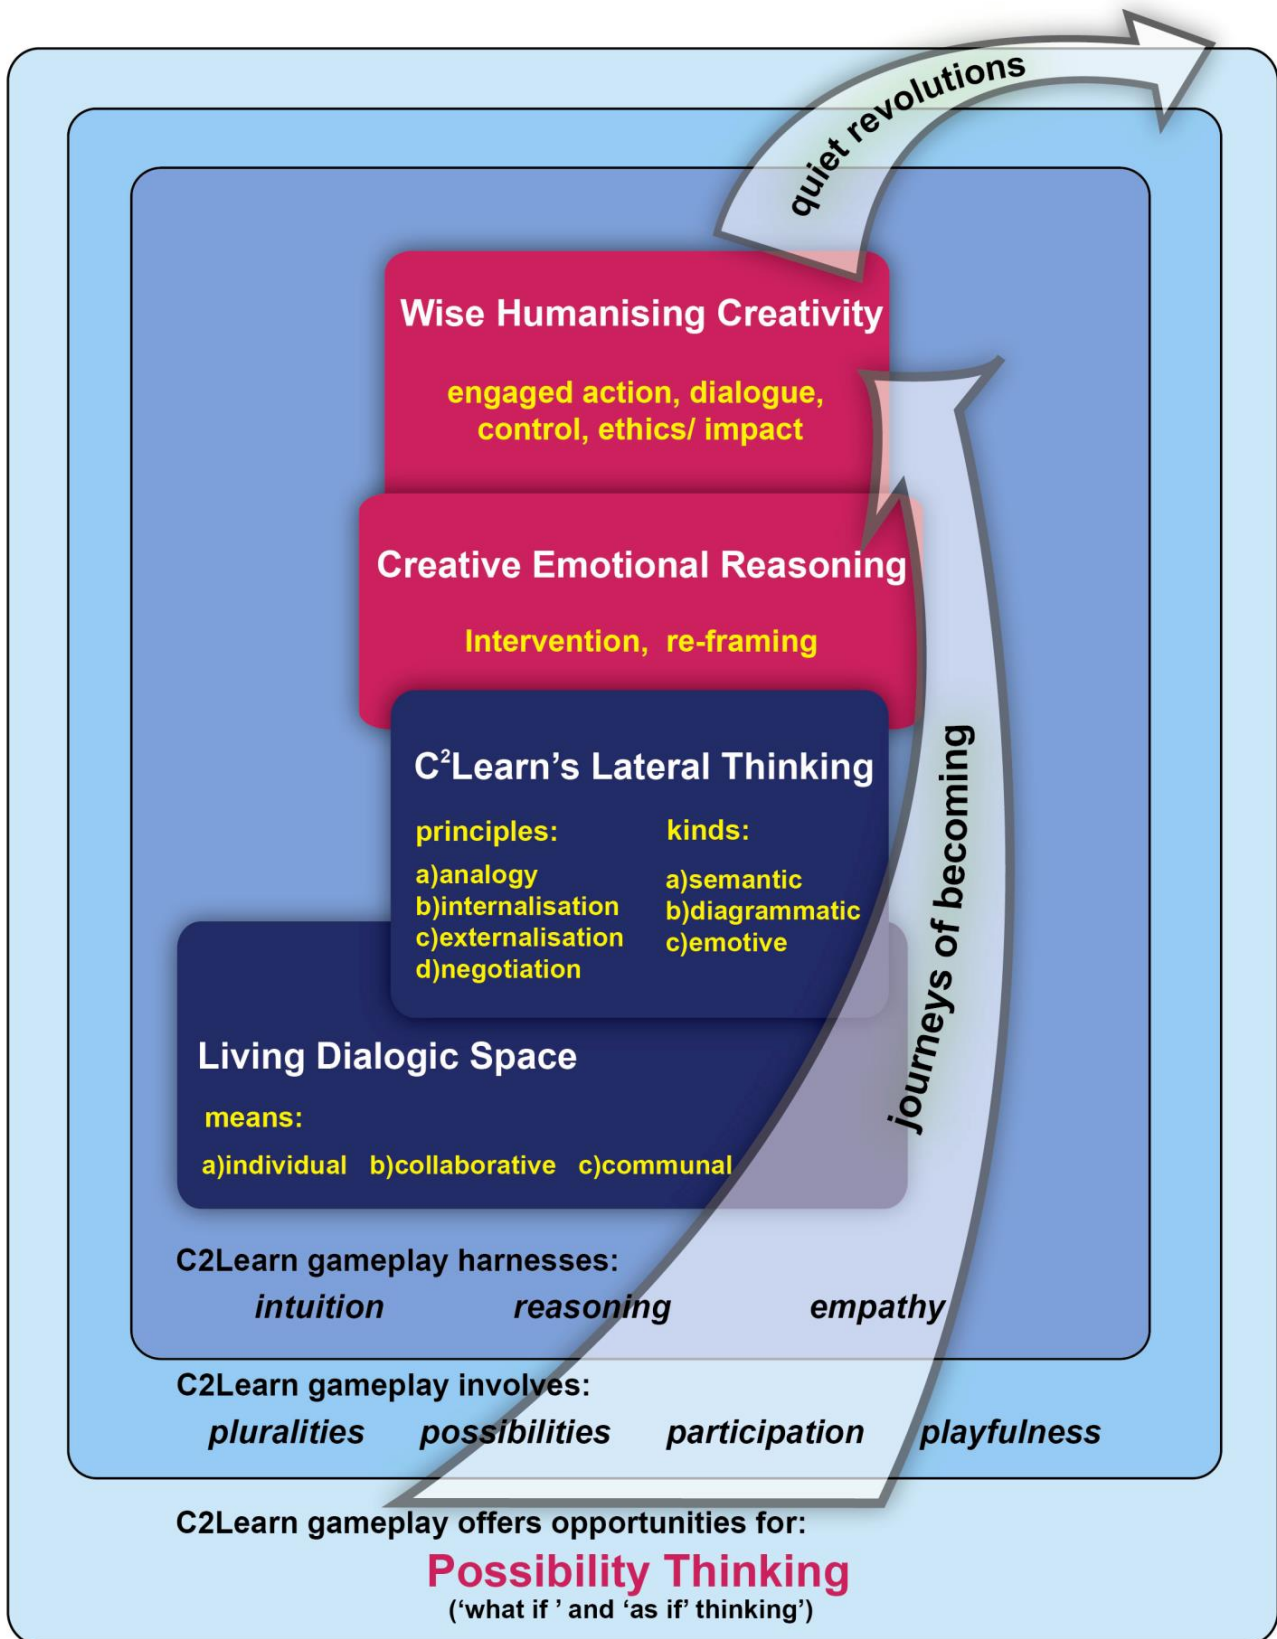 quiet revolutions
Wise Humanising Creativity
engaged action, dialogue,
control, ethics/ impact
Creative Emotional Reasoning
Intervention, re-framing
C²Learn's Lateral Thinking
principles:
a)analogy
b)internalisation
c)externalisation
d)negotiation
kinds:
a)semantic
b)diagrammatic
c)emotive
journeys of becoming
Living Dialogic Space
means:
a)individual b)collaborative c)communal
C2Learn gameplay harnesses:
intuition reasoning empathy
C2Learn gameplay involves:
pluralities possibilities participation playfulness
C2Learn gameplay offers opportunities for:
Possibility Thinking
(‘what if ’ and ‘as if’ thinking’)